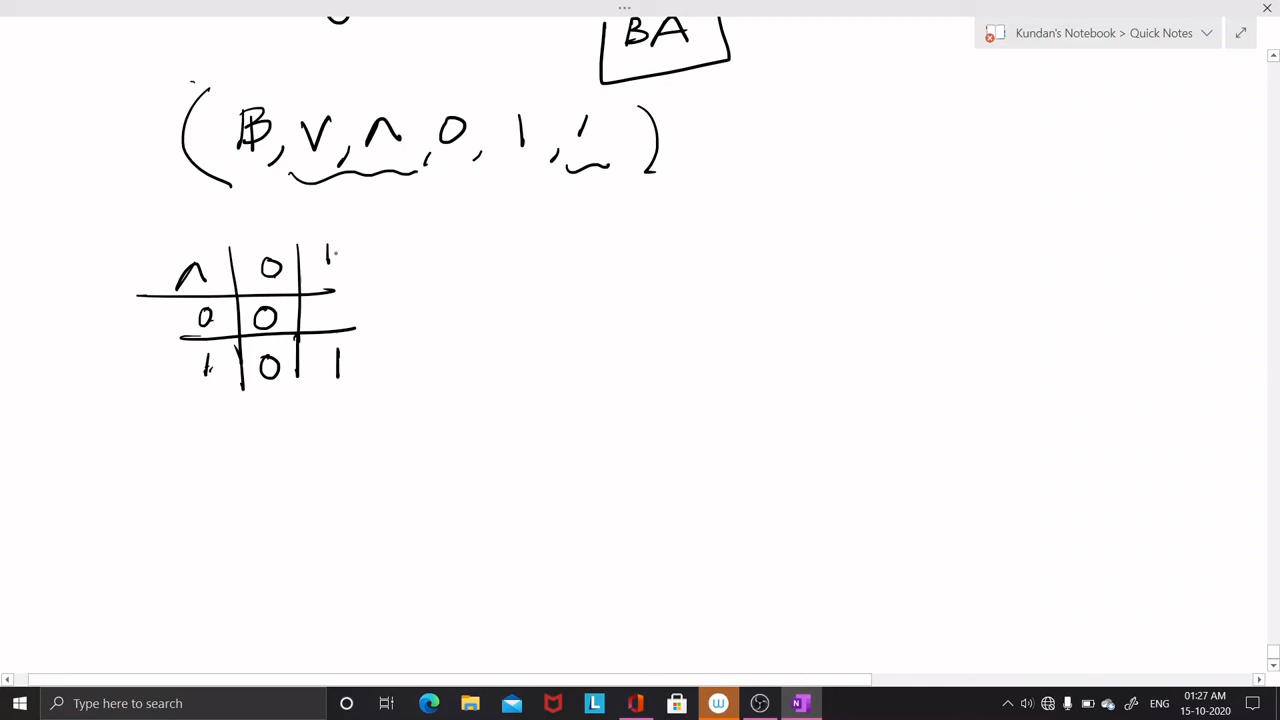 BA
Kundan's Notebook > Quick Notes
( 𝔹, ∨, ∧, 0, 1, ′ )
∧ 0 1
0 0
1 0 1
Type here to search
W
L
N
ENG
01:27 AM
15-10-2020